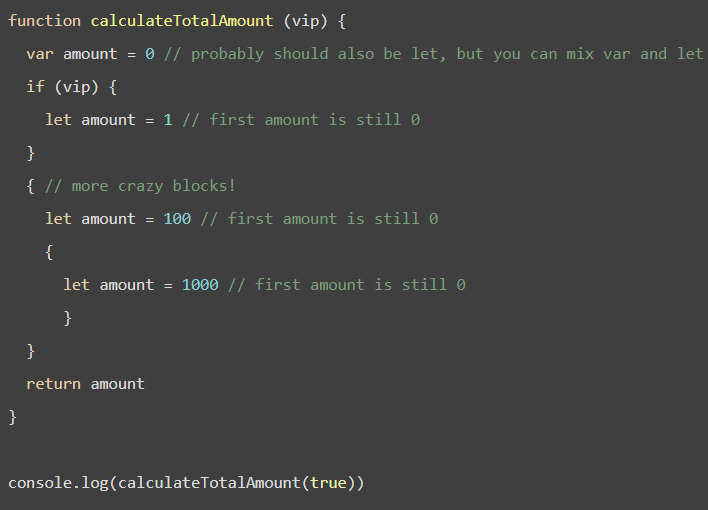 function calculateTotalAmount (vip) {
  var amount = 0 // probably should also be let, but you can mix var and let
  if (vip) {
    let amount = 1 // first amount is still 0
  }
  { // more crazy blocks!
    let amount = 100 // first amount is still 0
    {
      let amount = 1000 // first amount is still 0
      }
  }
  return amount
}

console.log(calculateTotalAmount(true))